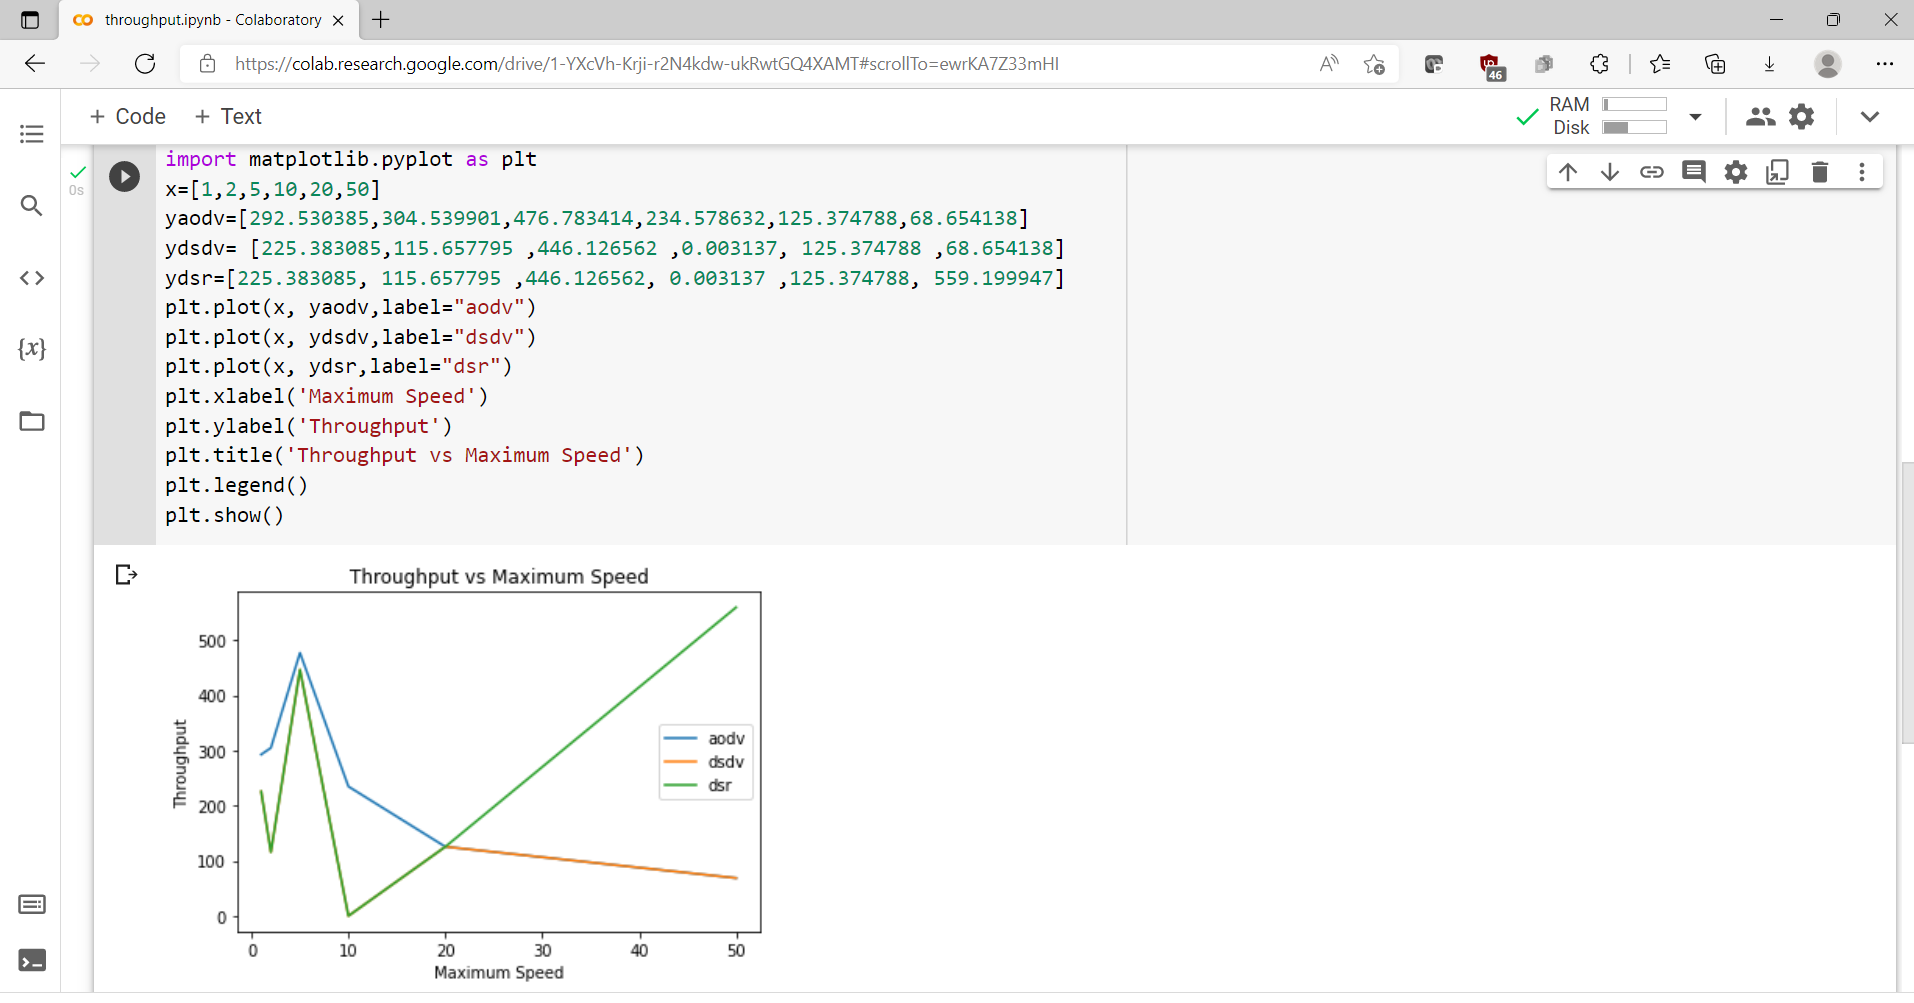 throughput.ipynb - Colaboratory
https://colab.research.google.com/drive/1-YXcVh-Krji-r2N4kdw-ukRwtGQ4XAMT#scrollTo=ewrKA7Z33mHI
46
+ Code + Text
RAM
Disk
0s
import matplotlib.pyplot as plt
x=[1,2,5,10,20,50]
yaodv=[292.530385,304.539901,476.783414,234.578632,125.374788,68.654138]
ydsdv= [225.383085,115.657795 ,446.126562 ,0.003137, 125.374788 ,68.654138]
ydsr=[225.383085, 115.657795 ,446.126562, 0.003137 ,125.374788, 559.199947]
plt.plot(x, yaodv,label="aodv")
plt.plot(x, ydsdv,label="dsdv")
plt.plot(x, ydsr,label="dsr")
plt.xlabel('Maximum Speed')
plt.ylabel('Throughput')
plt.title('Throughput vs Maximum Speed')
plt.legend()
plt.show()
{x}
Throughput vs Maximum Speed
500
400
300
200
100
0
Throughput
aodv
dsdv
dsr
0 10 20 30 40 50
Maximum Speed